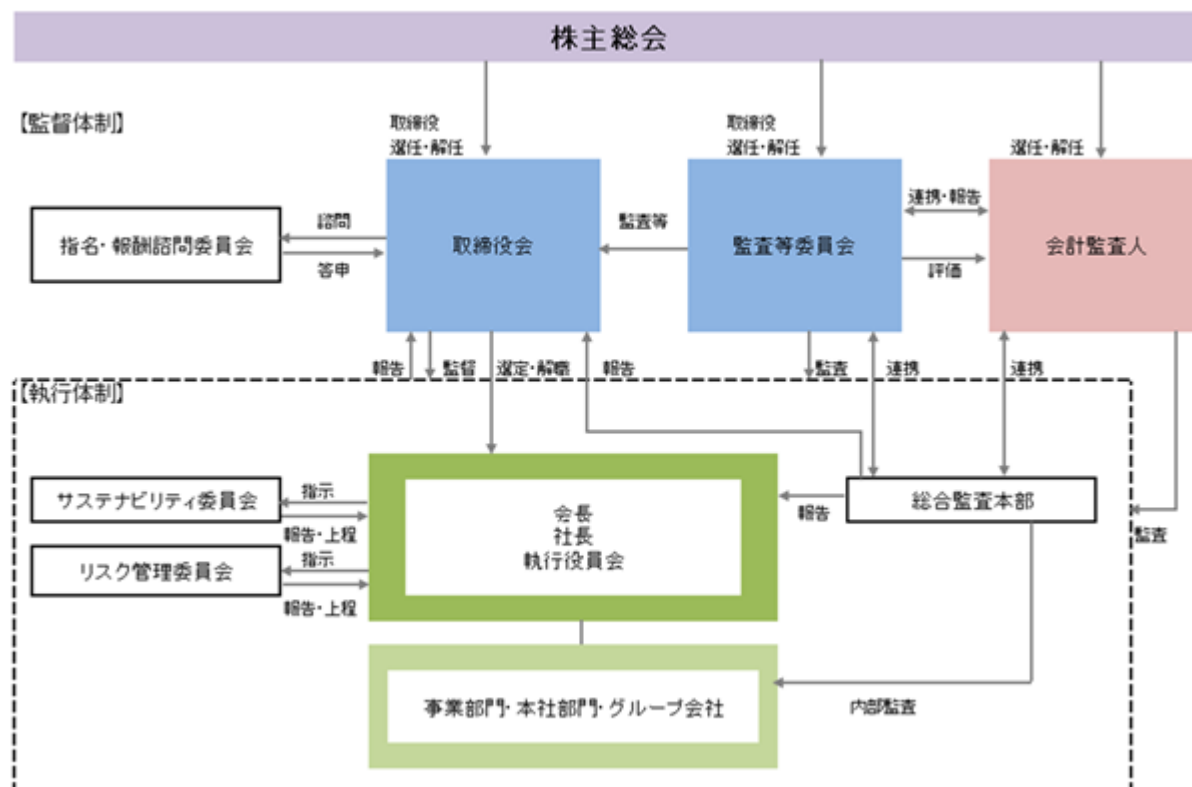 株主総会
【監督体制】
取締役
選任・解任
取締役
選任・解任
選任・解任
指名・報酬諮問委員会
諮問
答申
取締役会
監査等
監査等委員会
連携・報告
評価
会計監査人
報告
監督
選定・解職
報告
監査
連携
連携
【執行体制】
サステナビリティ委員会
指示
報告・上程
リスク管理委員会
指示
報告・上程
会長
社長
執行役員会
報告
総合監査本部
監査
事業部門・本社部門・グループ会社
内部監査